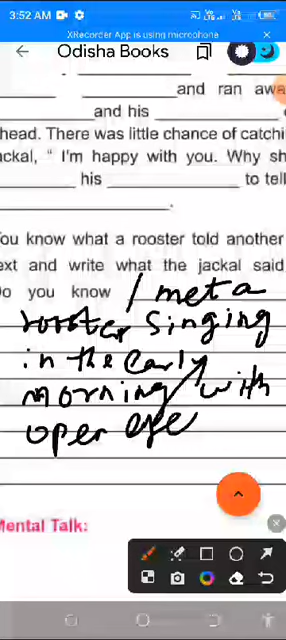 3:52 AM
XRecorder App is using microphone
Odisha Books
and ran awa
and his
head. There was little chance of catchi
ackal, " I'm happy with you. Why sh
his to tell
You know what a rooster told another
ext and write what the jackal said
Do you know / met a
rooster singing
in the early
morning with
open eye
Mental Talk: